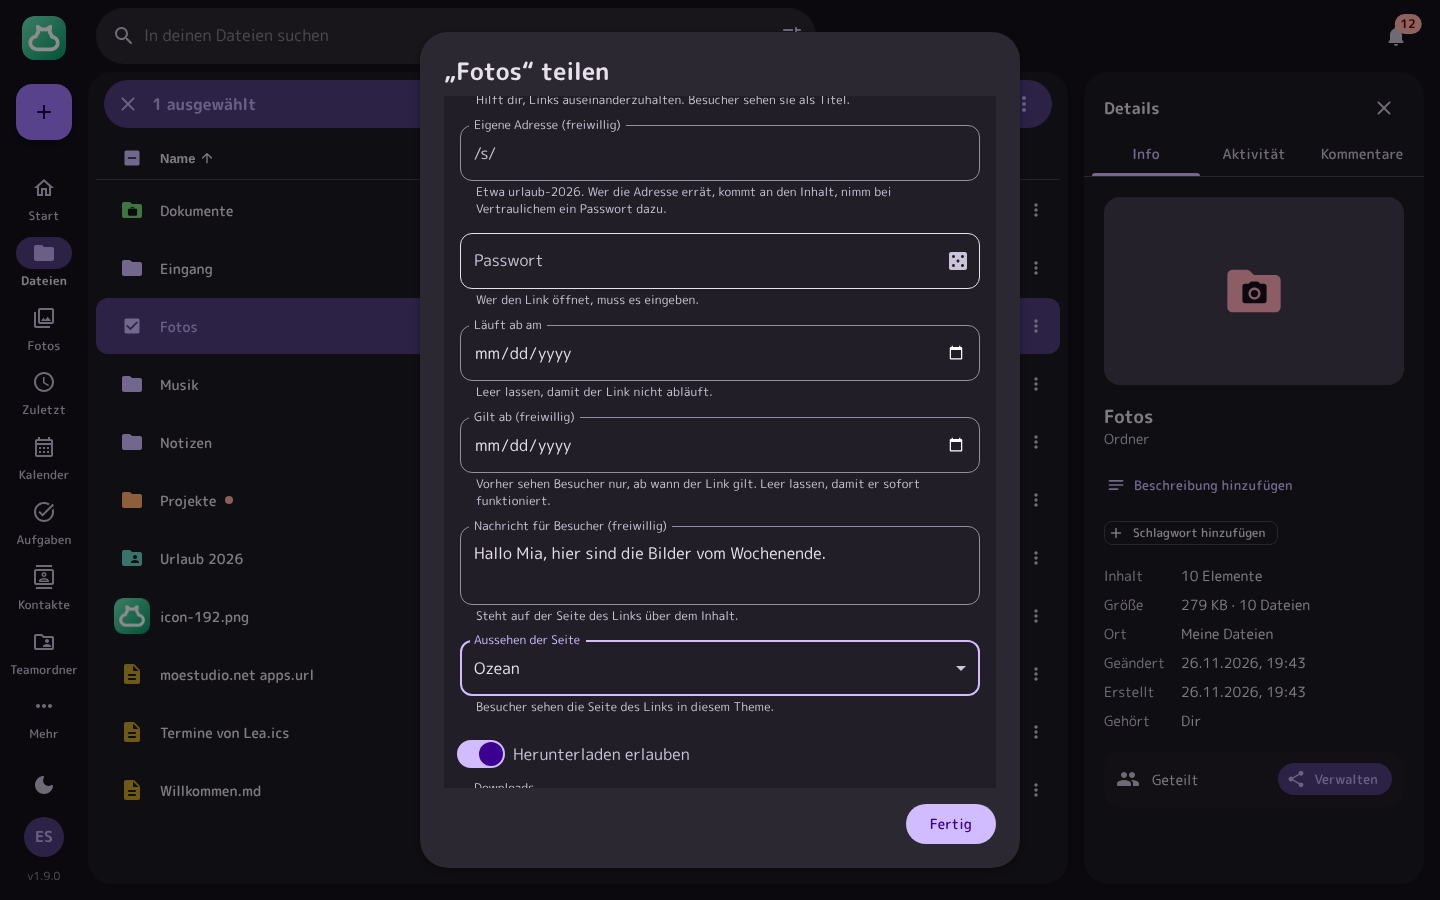 In deinen Dateien suchen
12
1 ausgewählt
Name
Start
Dateien
Fotos
Zuletzt
Kalender
Aufgaben
Kontakte
Teamordner
Mehr
ES
v1.9.0
Dokumente
Eingang
Fotos
Musik
Notizen
Projekte
Urlaub 2026
icon-192.png
moestudio.net apps.url
Termine von Lea.ics
Willkommen.md
„Fotos“ teilen
Hilft dir, Links auseinanderzuhalten. Besucher sehen sie als Titel.
Eigene Adresse (freiwillig)
/s/
Etwa urlaub-2026. Wer die Adresse errät, kommt an den Inhalt, nimm bei
Vertraulichem ein Passwort dazu.
Passwort
Wer den Link öffnet, muss es eingeben.
Läuft ab am
mm/dd/yyyy
Leer lassen, damit der Link nicht abläuft.
Gilt ab (freiwillig)
mm/dd/yyyy
Vorher sehen Besucher nur, ab wann der Link gilt. Leer lassen, damit er sofort
funktioniert.
Nachricht für Besucher (freiwillig)
Hallo Mia, hier sind die Bilder vom Wochenende.
Steht auf der Seite des Links über dem Inhalt.
Aussehen der Seite
Ozean
Besucher sehen die Seite des Links in diesem Theme.
Herunterladen erlauben
Downloads
Fertig
Details
Info
Aktivität
Kommentare
Fotos
Ordner
Beschreibung hinzufügen
Schlagwort hinzufügen
Inhalt 10 Elemente
Größe 279 KB · 10 Dateien
Ort Meine Dateien
Geändert 26.11.2026, 19:43
Erstellt 26.11.2026, 19:43
Gehört Dir
Geteilt
Verwalten